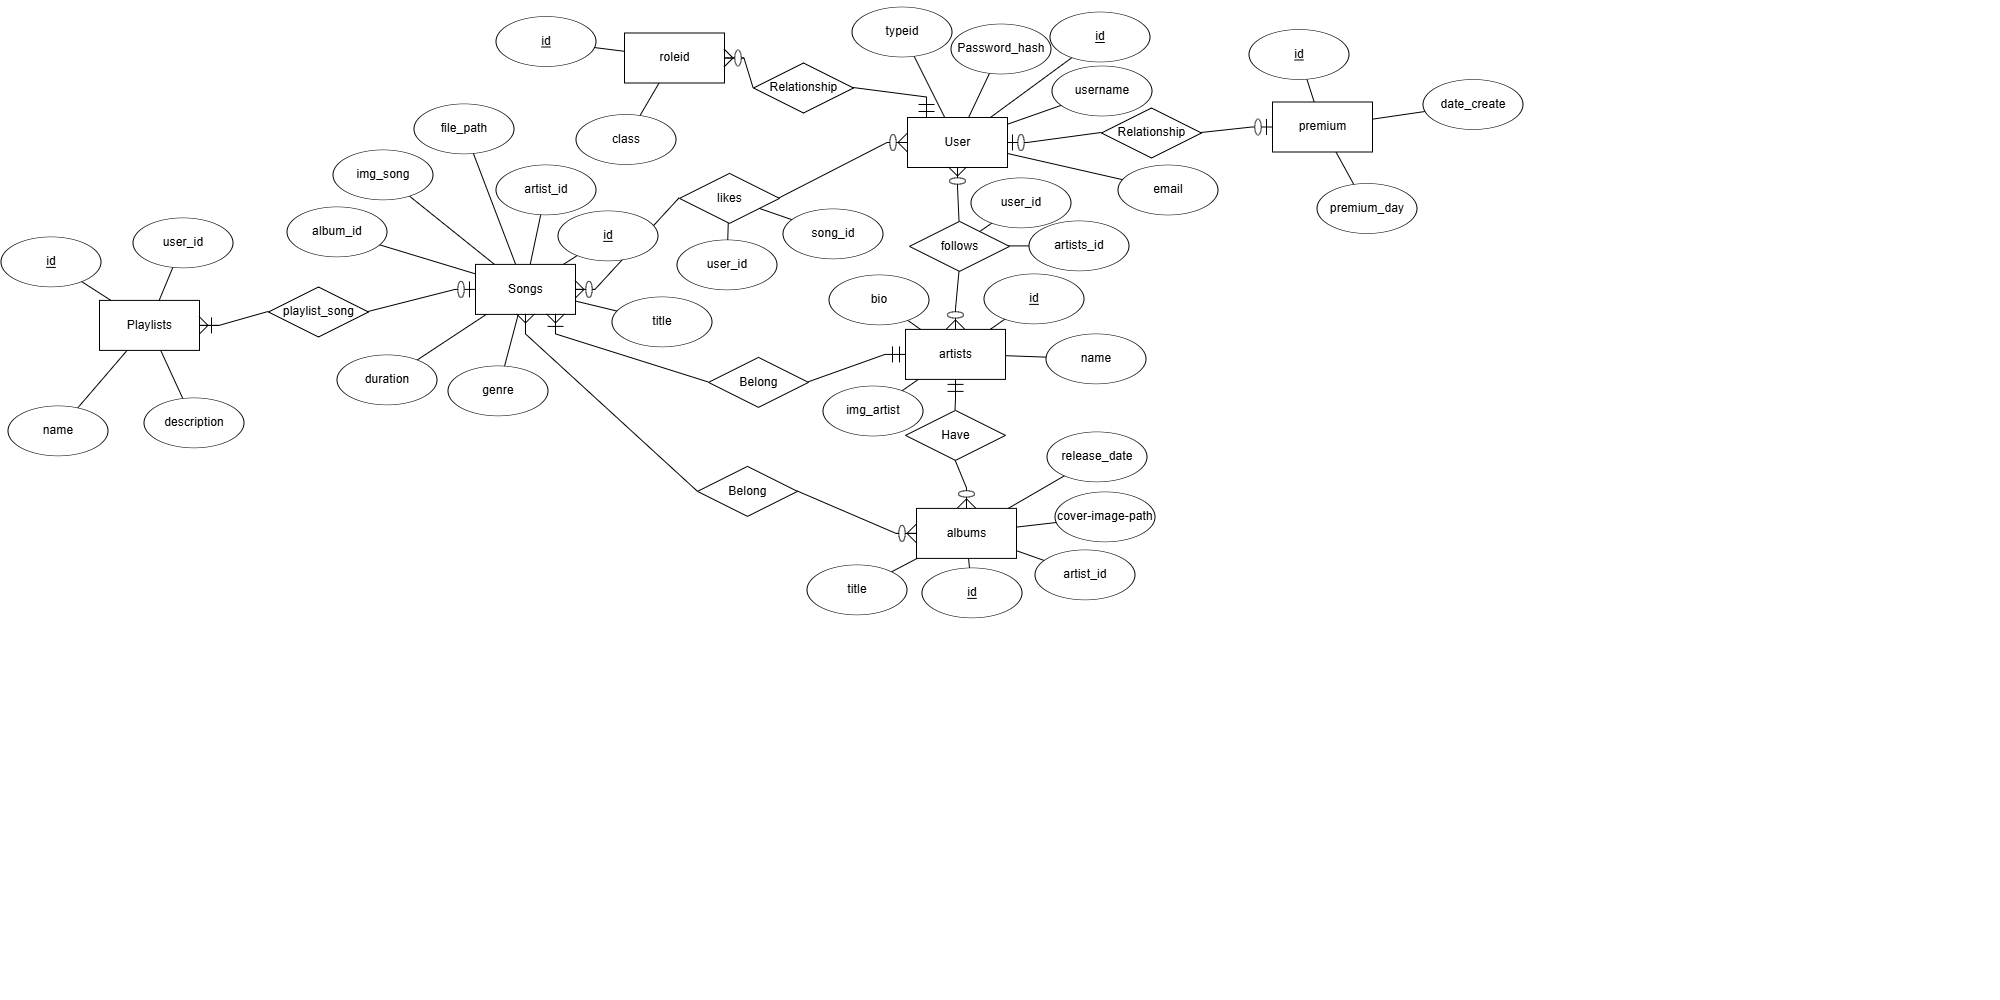 typeid
id
Password_hash
id
roleid
id
Relationship
username
date_create
premium
file_path
Relationship
class
User
img_song
artist_id
email
likes
user_id
premium_day
album_id
id
song_id
user_id
follows
artists_id
id
user_id
Songs
bio
id
playlist_song
Playlists
title
artists
name
duration
Belong
genre
img_artist
name
description
Have
release_date
Belong
cover-image-path
albums
artist_id
title
id